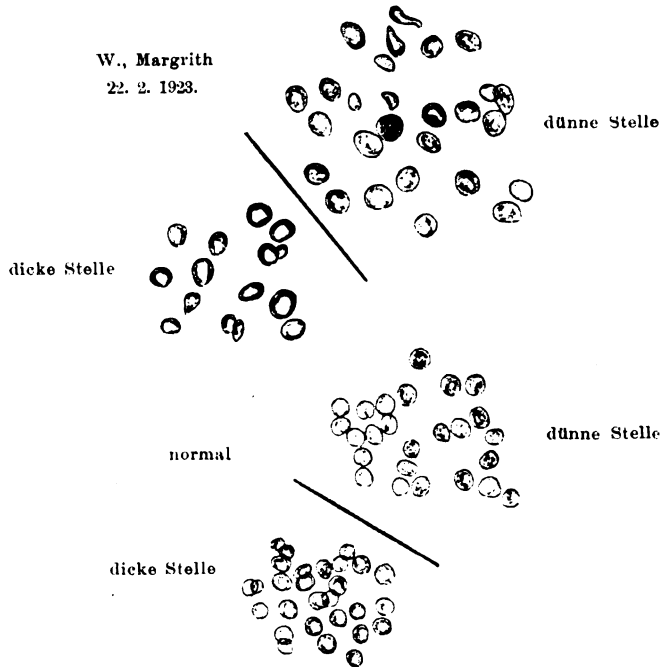 W., Margrith
22. 2. 1923.
dünne Stelle
dicke Stelle
dünne Stelle
normal
dicke Stelle